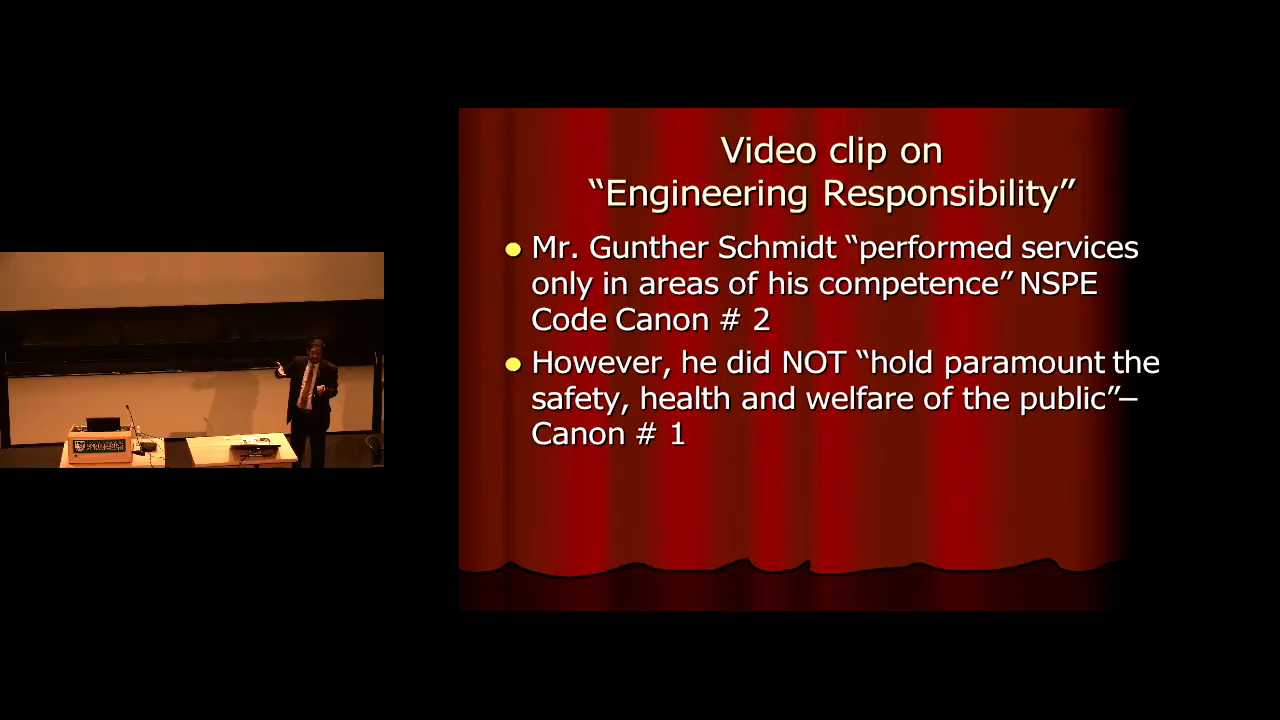 Video clip on
“Engineering Responsibility”
Mr. Gunther Schmidt “performed services
only in areas of his competence” NSPE
Code Canon # 2
However, he did NOT “hold paramount the
safety, health and welfare of the public”–
Canon # 1